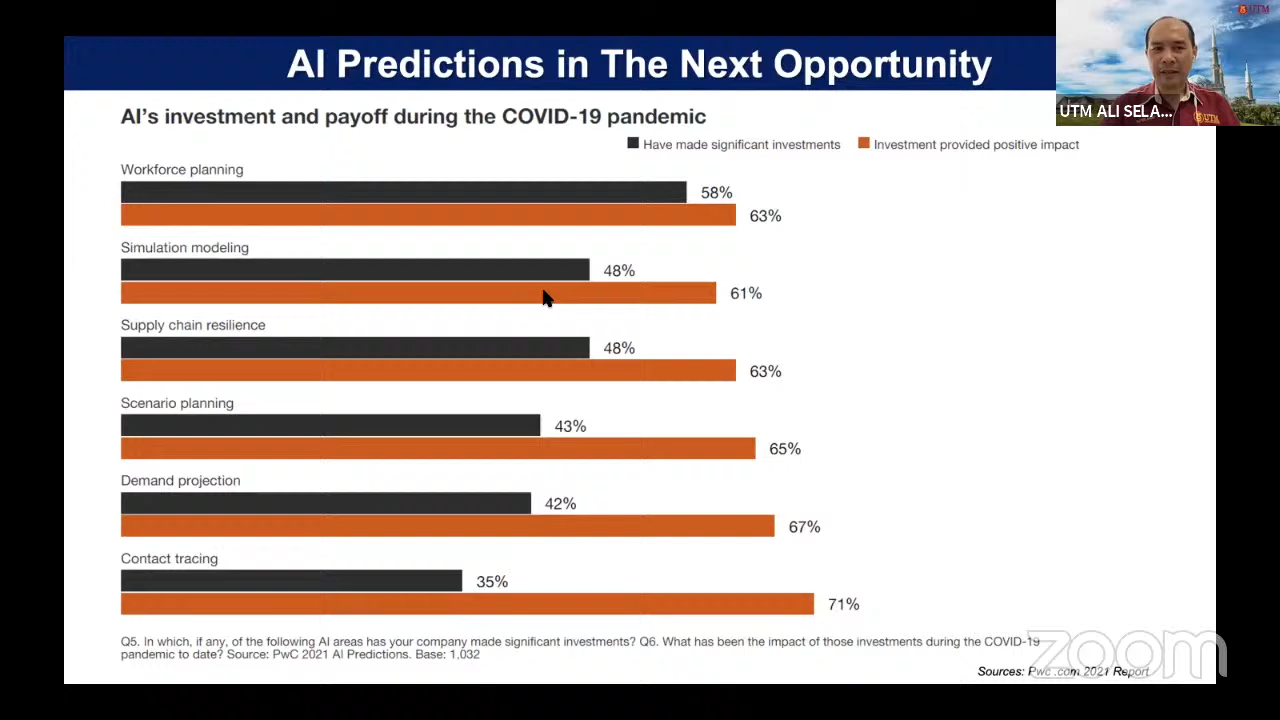 AI Predictions in The Next Opportunity
UTM
UTM ALI SELA...
AI's investment and payoff during the COVID-19 pandemic
Have made significant investments
Investment provided positive impact
Workforce planning
58%
63%
Simulation modeling
48%
61%
Supply chain resilience
48%
63%
Scenario planning
43%
65%
Demand projection
42%
67%
Contact tracing
35%
71%
Q5. In which, if any, of the following AI areas has your company made significant investments? Q6. What has been the impact of those investments during the COVID-19
pandemic to date? Source: PwC 2021 AI Predictions. Base: 1,032
Sources: Pwc .com 2021 Report
zoom